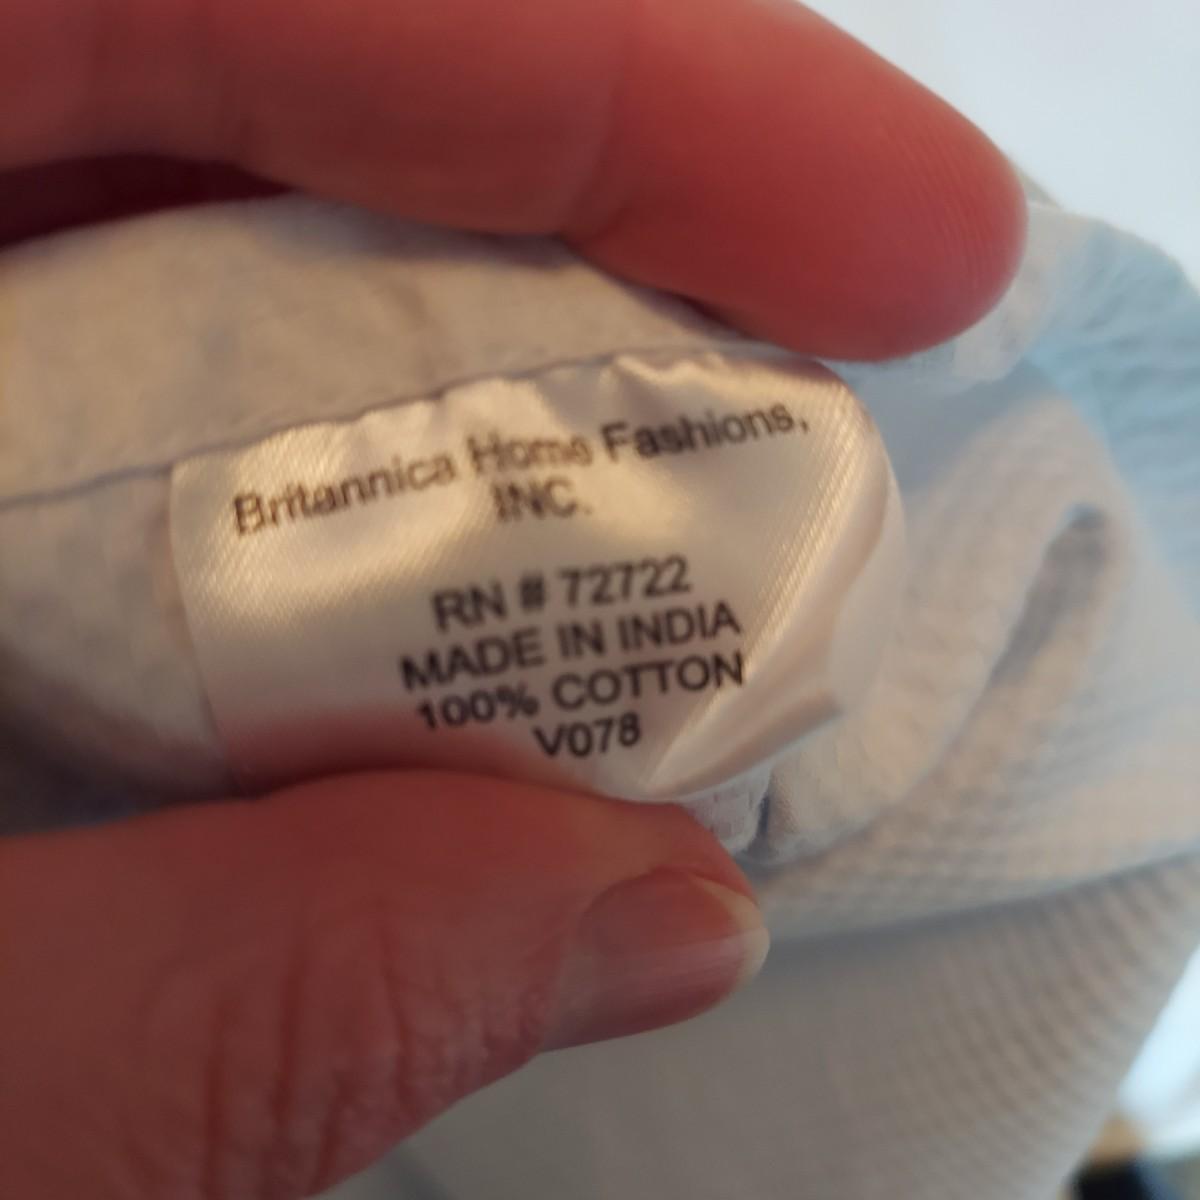 Britannica Home Fashions,
INC.
RN # 72722
MADE IN INDIA
100% COTTON
V078